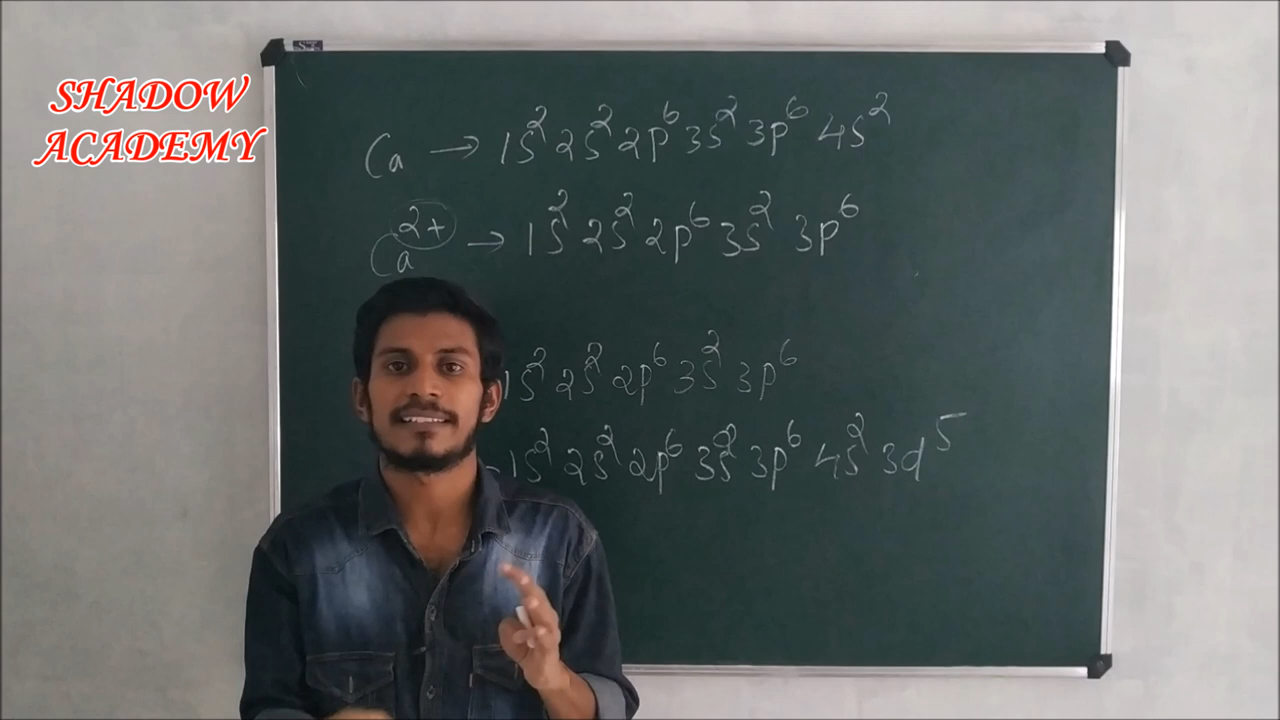 SHADOW
ACADEMY
Ca → 1s² 2s² 2p⁶ 3s² 3p⁶ 4s²
Ca²⁺ → 1s² 2s² 2p⁶ 3s² 3p⁶
1s² 2s² 2p⁶ 3s² 3p⁶
1s² 2s² 2p⁶ 3s² 3p⁶ 4s² 3d⁵